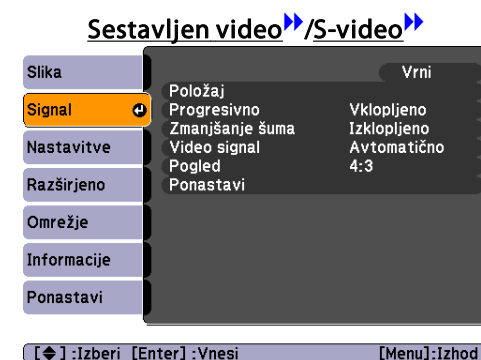 Sestavljen video/S-video
Slika
Signal
Nastavitve
Razširjeno
Omrežje
Informacije
Ponastavi
Vrni
Položaj
Progresivno Vklopljeno
Zmanjšanje šuma Izklopljeno
Video signal Avtomatično
Pogled 4:3
Ponastavi
[◆] :Izberi [Enter] :Vnesi [Menu]:Izhod